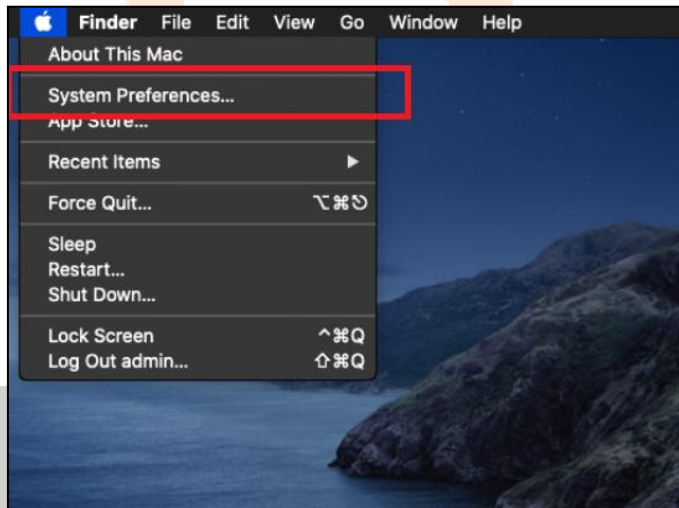 Finder File Edit View Go Window Help
About This Mac
System Preferences...
App Store...
Recent Items ▶
Force Quit... ⌥⌘⎋
Sleep
Restart...
Shut Down...
Lock Screen ^⌘Q
Log Out admin... ⇧⌘Q